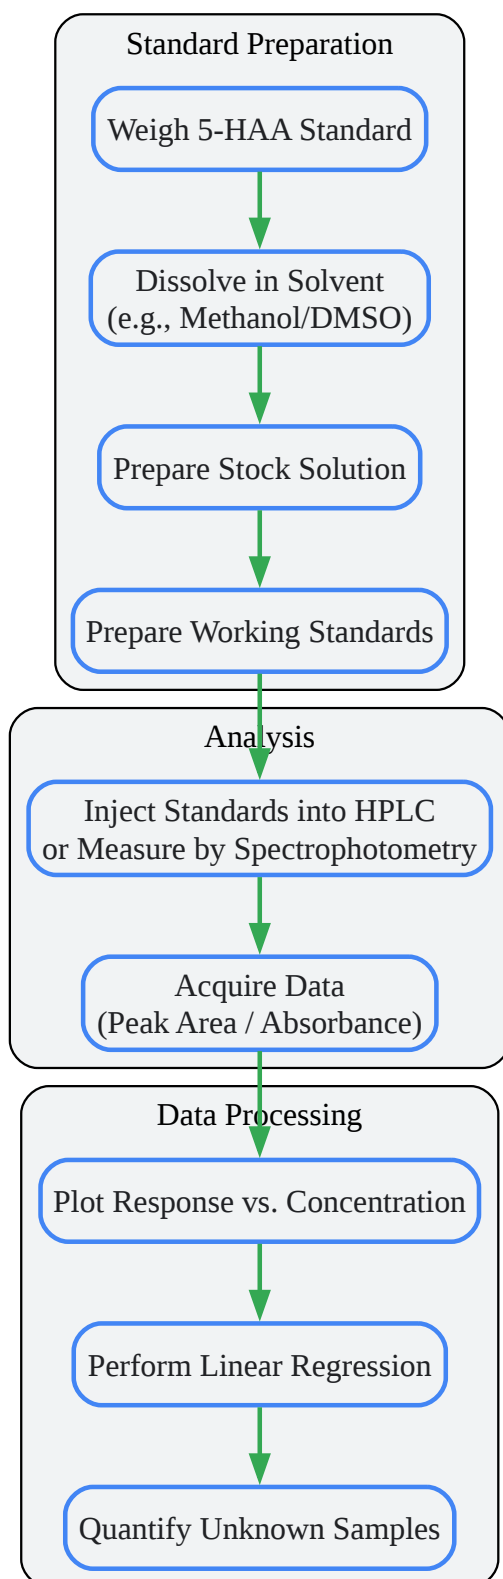 Standard Preparation
Weigh 5-HAA Standard
Dissolve in Solvent
(e.g., Methanol/DMSO)
Prepare Stock Solution
Prepare Working Standards
Analysis
Inject Standards into HPLC
or Measure by Spectrophotometry
Acquire Data
(Peak Area / Absorbance)
Data Processing
Plot Response vs. Concentration
Perform Linear Regression
Quantify Unknown Samples